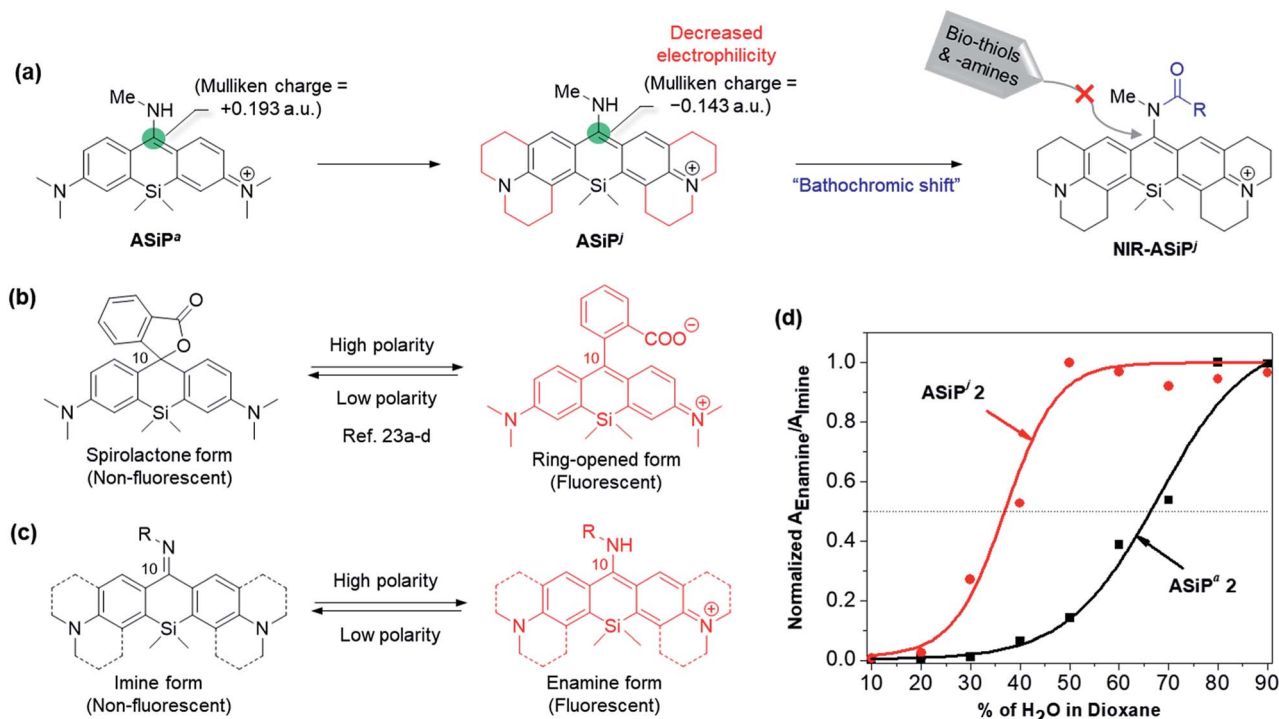 (a)
Me
NH
(Mulliken charge =
+0.193 a.u.)
N
Si
N
⊕
ASiPᵃ
Decreased
electrophilicity
Me
NH
(Mulliken charge =
−0.143 a.u.)
N
Si
N
⊕
ASiPʲ
"Bathochromic shift"
Bio-thiols
& -amines
O
Me
N
R
N
Si
N
⊕
NIR-ASiPʲ
(b)
O
O
10
N
Si
N
Spirolactone form
(Non-fluorescent)
High polarity
Low polarity
Ref. 23a-d
COO⊖
10
N
Si
N
⊕
Ring-opened form
(Fluorescent)
(c)
R
N
10
N
Si
N
Imine form
(Non-fluorescent)
High polarity
Low polarity
R
NH
10
N
Si
N
⊕
Enamine form
(Fluorescent)
(d)
Normalized A_Enamine/A_Imine
1.0
0.8
0.6
0.4
0.2
0.0
ASiPʲ 2
ASiPᵃ 2
10 20 30 40 50 60 70 80 90
% of H₂O in Dioxane